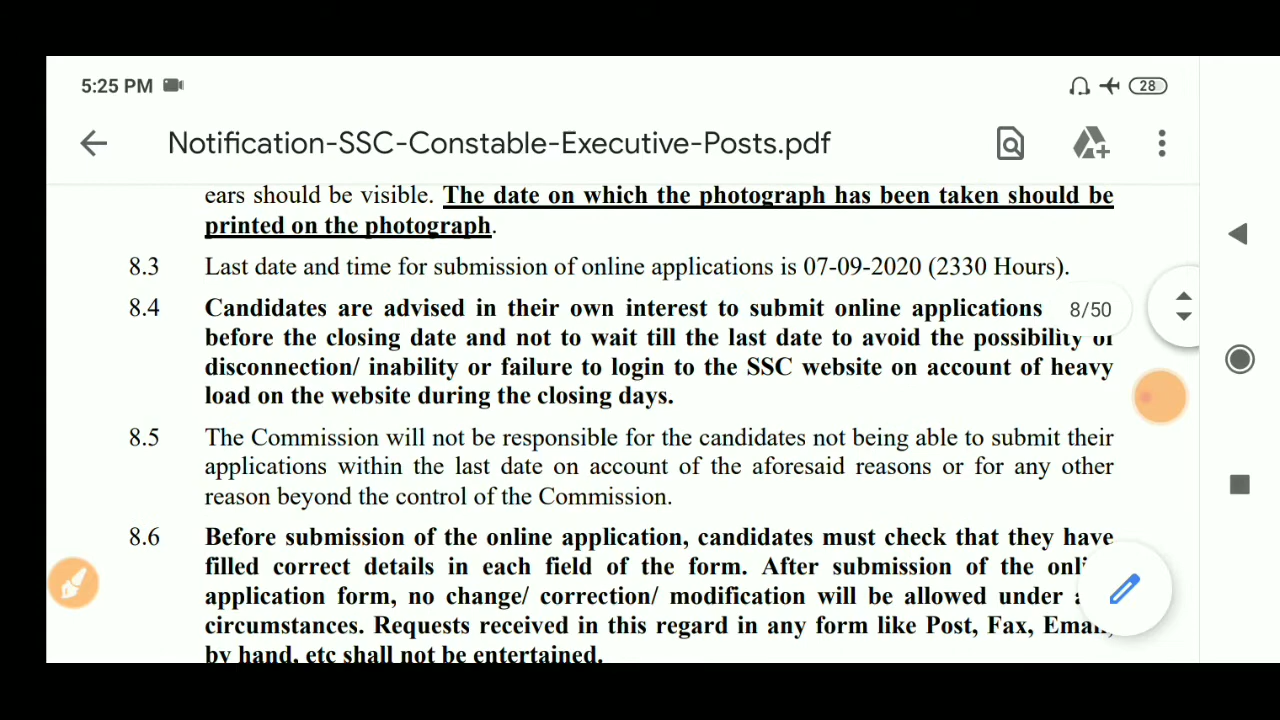 5:25 PM
28
Notification-SSC-Constable-Executive-Posts.pdf
ears should be visible. The date on which the photograph has been taken should be
printed on the photograph.
8.3 Last date and time for submission of online applications is 07-09-2020 (2330 Hours).
8.4 Candidates are advised in their own interest to submit online applications
8/50
before the closing date and not to wait till the last date to avoid the possibility of
disconnection/ inability or failure to login to the SSC website on account of heavy
load on the website during the closing days.
8.5 The Commission will not be responsible for the candidates not being able to submit their
applications within the last date on account of the aforesaid reasons or for any other
reason beyond the control of the Commission.
8.6 Before submission of the online application, candidates must check that they have
filled correct details in each field of the form. After submission of the
application form, no change/ correction/ modification will be allowed under
circumstances. Requests received in this regard in any form like Post, Fax, Email,
by hand, etc shall not be entertained.